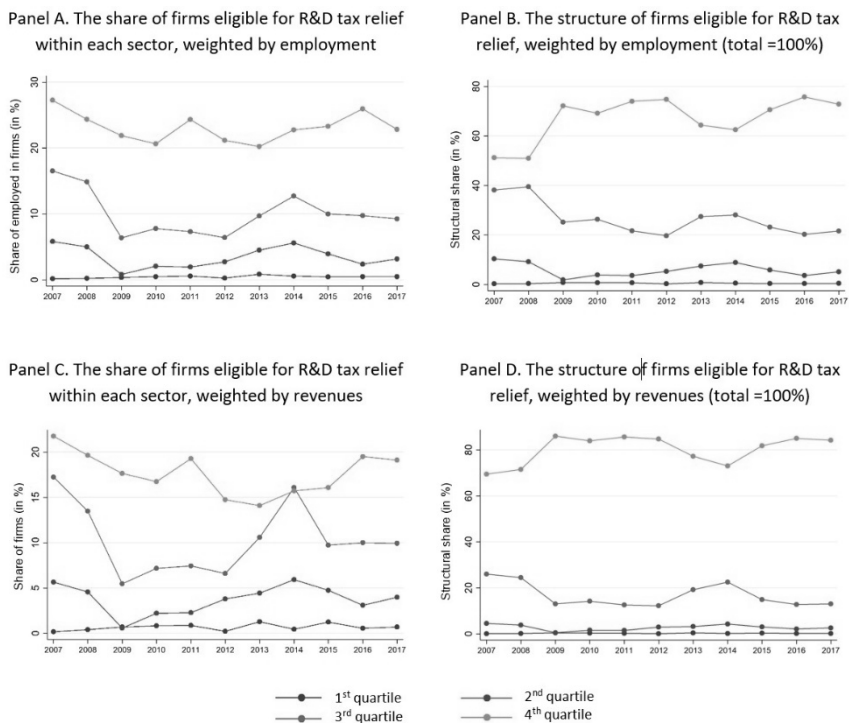 Panel A. The share of firms eligible for R&D tax relief
within each sector, weighted by employment
Share of employed in firms (in %)
30
20
10
0
2007 2008 2009 2010 2011 2012 2013 2014 2015 2016 2017
Panel B. The structure of firms eligible for R&D tax
relief, weighted by employment (total =100%)
Structural share (in %)
80
60
40
20
0
2007 2008 2009 2010 2011 2012 2013 2014 2015 2016 2017
Panel C. The share of firms eligible for R&D tax relief
within each sector, weighted by revenues
Share of firms (in %)
20
15
10
5
0
2007 2008 2009 2010 2011 2012 2013 2014 2015 2016 2017
Panel D. The structure of firms eligible for R&D tax
relief, weighted by revenues (total =100%)
Structural share (in %)
80
60
40
20
0
2007 2008 2009 2010 2011 2012 2013 2014 2015 2016 2017
1st quartile
2nd quartile
3rd quartile
4th quartile